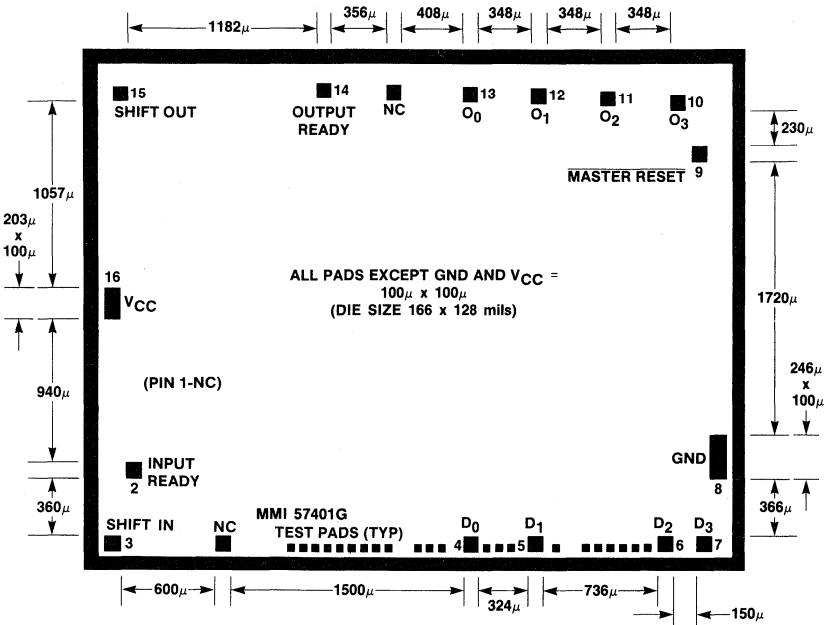 1182μ
356μ
408μ
348μ
348μ
348μ
15
SHIFT OUT
14
OUTPUT
READY
NC
13
O0
12
O1
11
O2
10
O3
230μ
MASTER RESET
9
1057μ
203μ
x
100μ
16
VCC
ALL PADS EXCEPT GND AND VCC =
100μ x 100μ
(DIE SIZE 166 x 128 mils)
1720μ
940μ
(PIN 1-NC)
246μ
x
100μ
INPUT
READY
2
GND
8
360μ
366μ
SHIFT IN
3
NC
MMI 57401G
TEST PADS (TYP)
D0
4
D1
5
D2
6
D3
7
600μ
1500μ
324μ
736μ
150μ